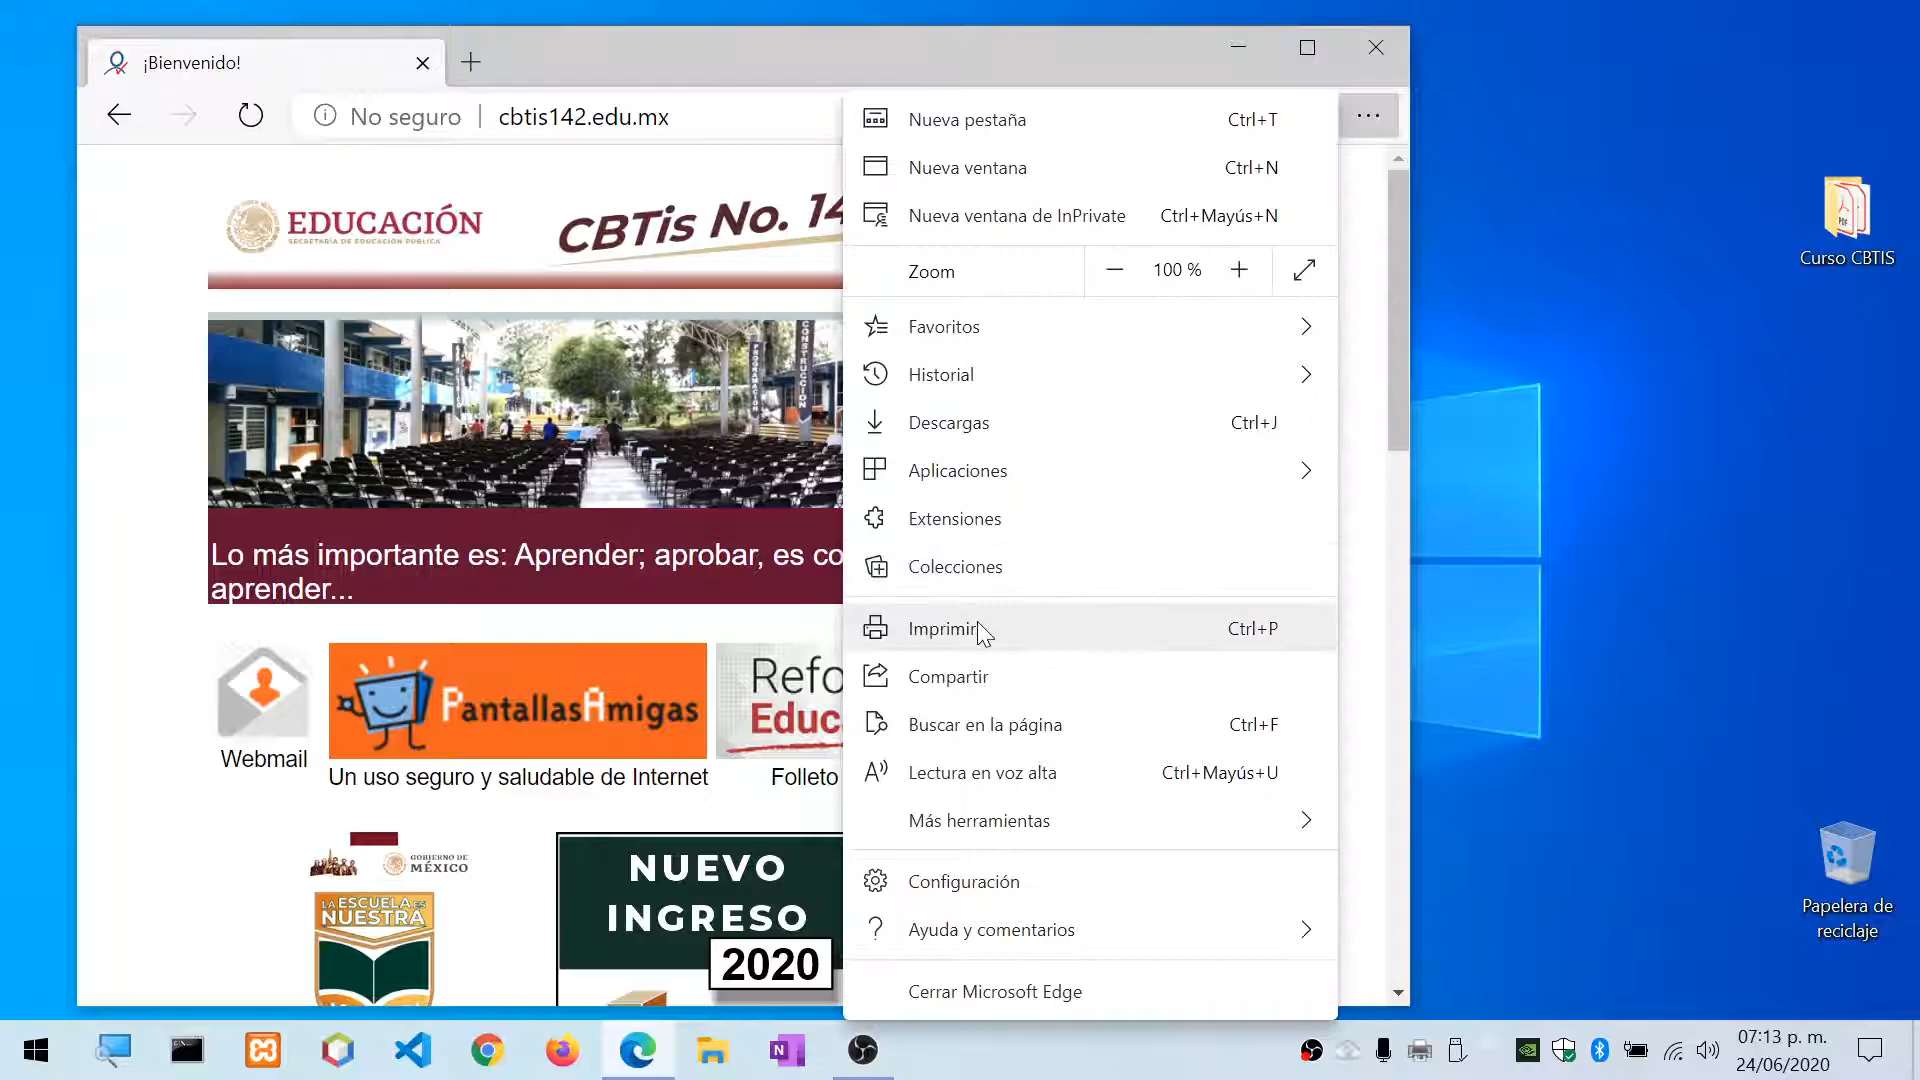 ¡Bienvenido!
No seguro
cbtis142.edu.mx
EDUCACIÓN
SECRETARÍA DE EDUCACIÓN PÚBLICA
CBTis No. 14
CONSTRUCCION
Lo más importante es: Aprender; aprobar, es co
aprender...
Webmail
PantallasAmigas
Un uso seguro y saludable de Internet
Refo
Educ
Folleto
GOBIERNO DE
MÉXICO
LA ESCUELA ES
NUESTRA
NUEVO
INGRESO
2020
Nueva pestaña Ctrl+T
Nueva ventana Ctrl+N
Nueva ventana de InPrivate Ctrl+Mayús+N
Zoom 100 %
Favoritos
Historial
Descargas Ctrl+J
Aplicaciones
Extensiones
Colecciones
Imprimir Ctrl+P
Compartir
Buscar en la página Ctrl+F
Lectura en voz alta Ctrl+Mayús+U
Más herramientas
Configuración
Ayuda y comentarios
Cerrar Microsoft Edge
PDF
Curso CBTIS
Papelera de
reciclaje
07:13 p. m.
24/06/2020